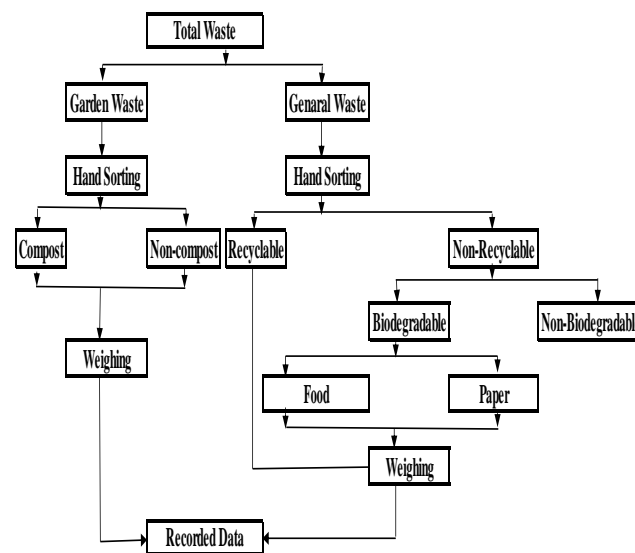 Total Waste
Garden Waste
Genaral Waste
Hand Sorting
Hand Sorting
Compost
Non-compost
Recyclable
Non-Recyclable
Biodegradable
Non-Biodegradabl
Weighing
Food
Paper
Weighing
Recorded Data